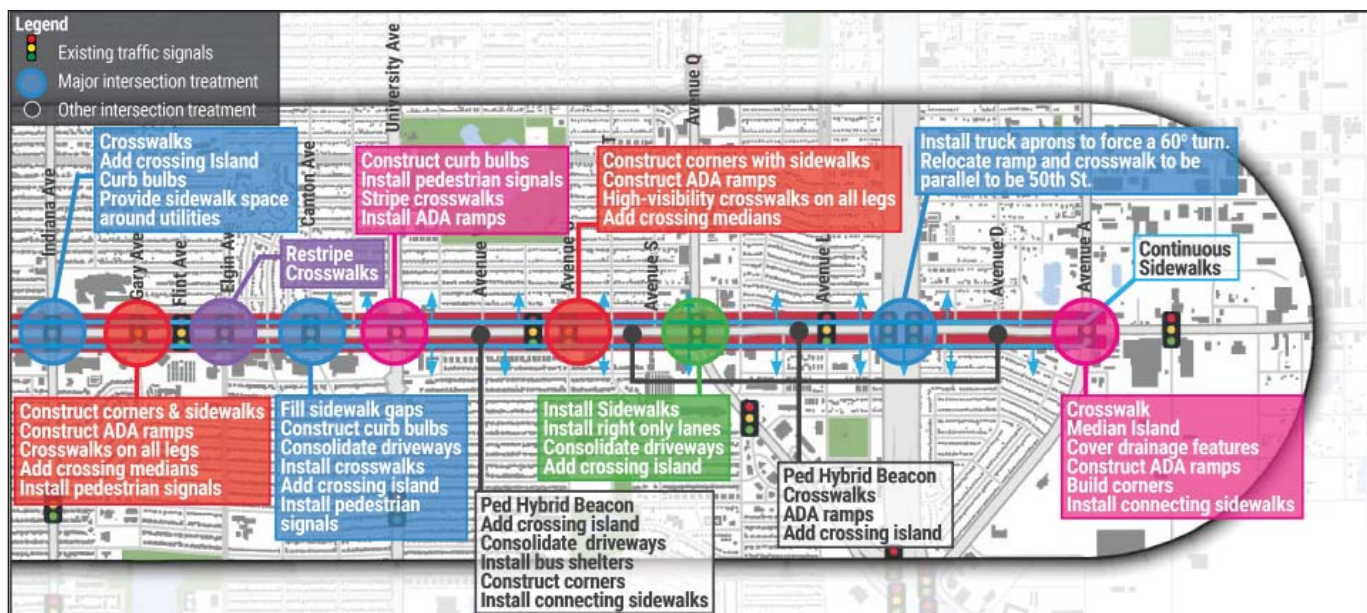 Legend
Existing traffic signals
Major intersection treatment
Other intersection treatment
Indiana Ave
Gary Ave
Flint Ave
Elgin Ave
Canton Ave
University Ave
Avenue
Avenue
Avenue S
T
Avenue Q
Avenue L
Avenue D
Avenue A
Crosswalks
Add crossing Island
Curb bulbs
Provide sidewalk space
around utilities
Restripe
Crosswalks
Construct curb bulbs
Install pedestrian signals
Stripe crosswalks
Install ADA ramps
Construct corners with sidewalks
Construct ADA ramps
High-visibility crosswalks on all legs
Add crossing medians
Install truck aprons to force a 60° turn.
Relocate ramp and crosswalk to be
parallel to be 50th St.
Continuous
Sidewalks
Construct corners & sidewalks
Construct ADA ramps
Crosswalks on all legs
Add crossing medians
Install pedestrian signals
Fill sidewalk gaps
Construct curb bulbs
Consolidate driveways
Install crosswalks
Add crossing island
Install pedestrian
signals
Ped Hybrid Beacon
Add crossing island
Consolidate driveways
Install bus shelters
Construct corners
Install connecting sidewalks
Install Sidewalks
Install right only lanes
Consolidate driveways
Add crossing island
Ped Hybrid Beacon
Crosswalks
ADA ramps
Add crossing island
Crosswalk
Median Island
Cover drainage features
Construct ADA ramps
Build corners
Install connecting sidewalks